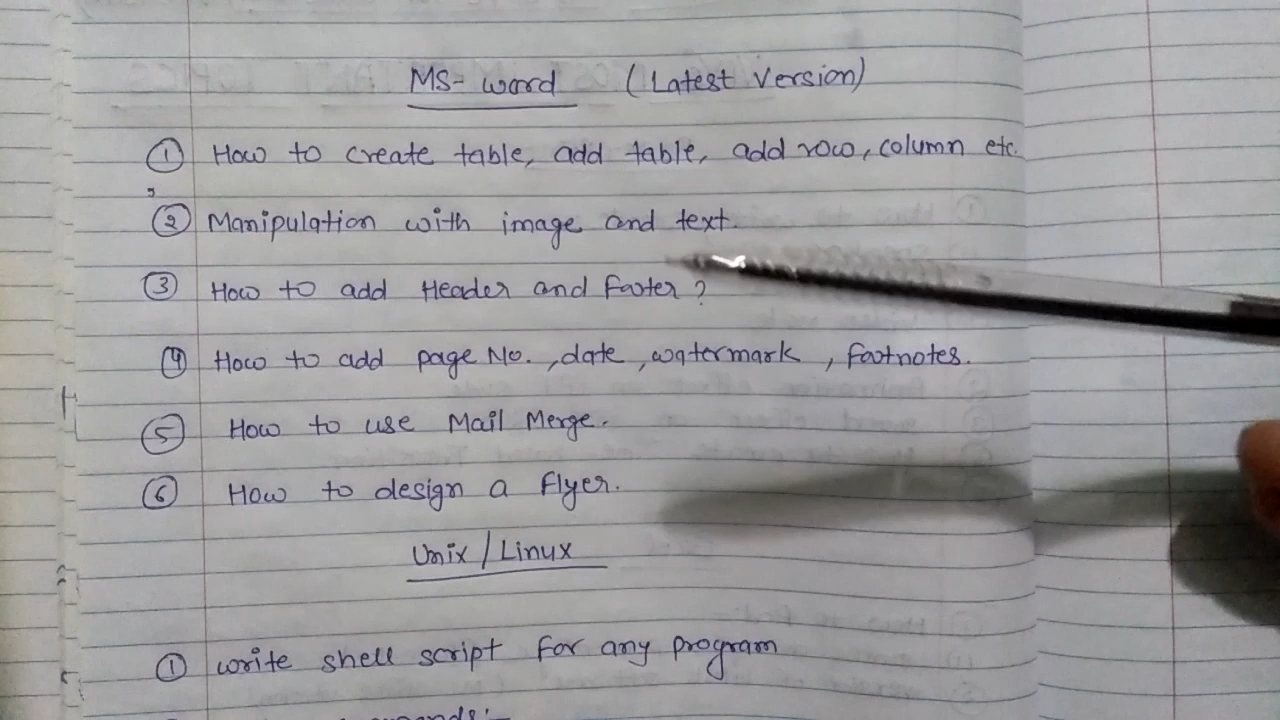 MS-word (Latest Version)
① How to create table, add table, add row, column etc.
② Manipulation with image and text.
③ How to add Header and footer?
④ How to add page No., date, watermark, footnotes.
⑤ How to use Mail Merge.
⑥ How to design a flyer.
Unix/Linux
① write shell script for any program